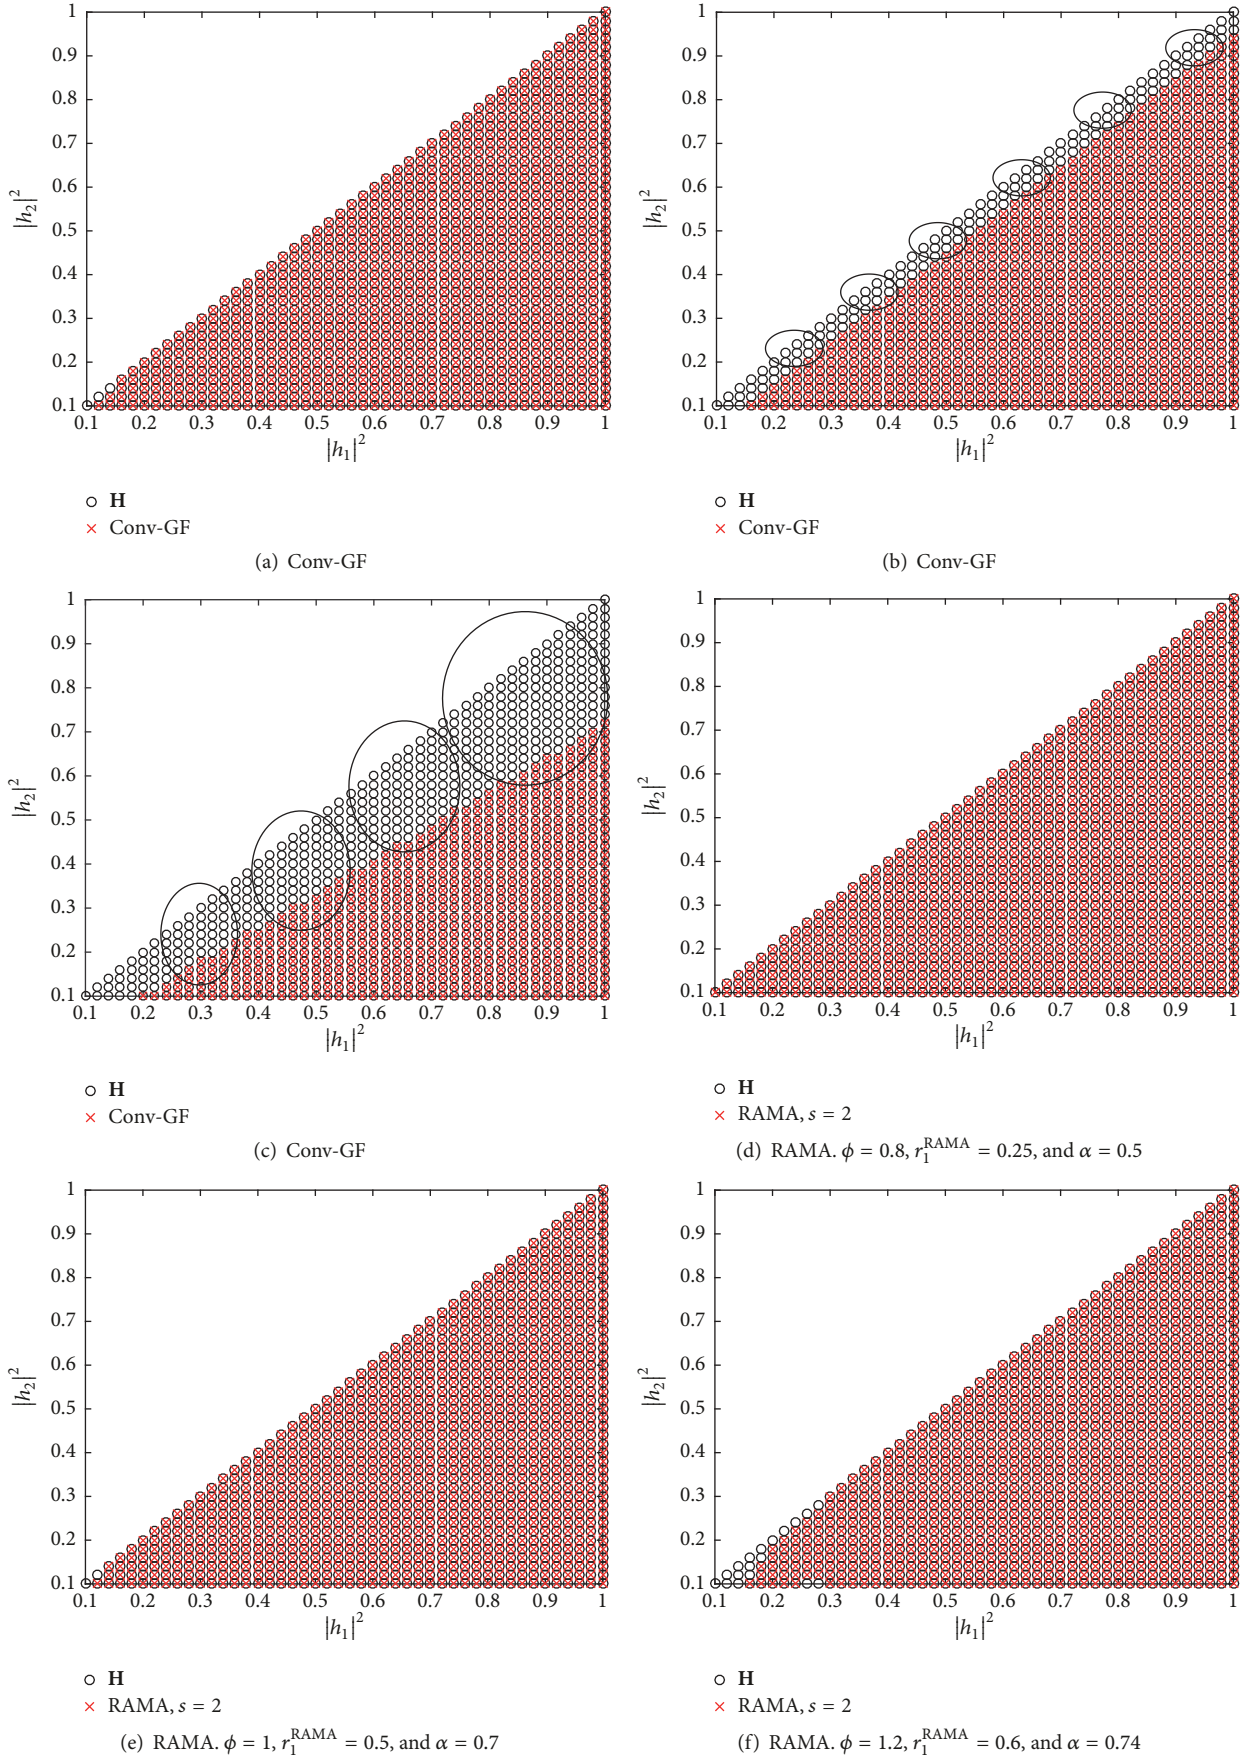 1
0.9
0.8
0.7
0.6
0.5
0.4
0.3
0.2
0.1
|h₂|²
0.1 0.2 0.3 0.4 0.5 0.6 0.7 0.8 0.9 1
|h₁|²
H
Conv-GF
(a) Conv-GF
1
0.9
0.8
0.7
0.6
0.5
0.4
0.3
0.2
0.1
|h₂|²
0.1 0.2 0.3 0.4 0.5 0.6 0.7 0.8 0.9 1
|h₁|²
H
Conv-GF
(b) Conv-GF
1
0.9
0.8
0.7
0.6
0.5
0.4
0.3
0.2
0.1
|h₂|²
0.1 0.2 0.3 0.4 0.5 0.6 0.7 0.8 0.9 1
|h₁|²
H
Conv-GF
(c) Conv-GF
1
0.9
0.8
0.7
0.6
0.5
0.4
0.3
0.2
0.1
|h₂|²
0.1 0.2 0.3 0.4 0.5 0.6 0.7 0.8 0.9 1
|h₁|²
H
RAMA, s = 2
(d) RAMA. ϕ = 0.8, r₁^RAMA = 0.25, and α = 0.5
1
0.9
0.8
0.7
0.6
0.5
0.4
0.3
0.2
0.1
|h₂|²
0.1 0.2 0.3 0.4 0.5 0.6 0.7 0.8 0.9 1
|h₁|²
H
RAMA, s = 2
(e) RAMA. ϕ = 1, r₁^RAMA = 0.5, and α = 0.7
1
0.9
0.8
0.7
0.6
0.5
0.4
0.3
0.2
0.1
|h₂|²
0.1 0.2 0.3 0.4 0.5 0.6 0.7 0.8 0.9 1
|h₁|²
H
RAMA, s = 2
(f) RAMA. ϕ = 1.2, r₁^RAMA = 0.6, and α = 0.74